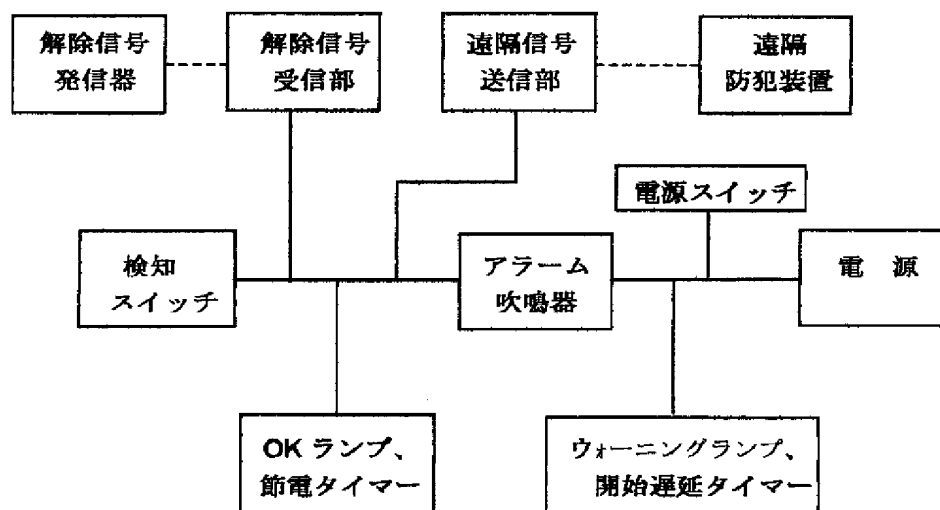 解除信号
発信器
解除信号
受信部
遠隔信号
送信部
遠隔
防犯装置
電源スイッチ
検知
スイッチ
アラーム
吹鳴器
電 源
OK ランプ、
節電タイマー
ウォーニングランプ、
開始遅延タイマー